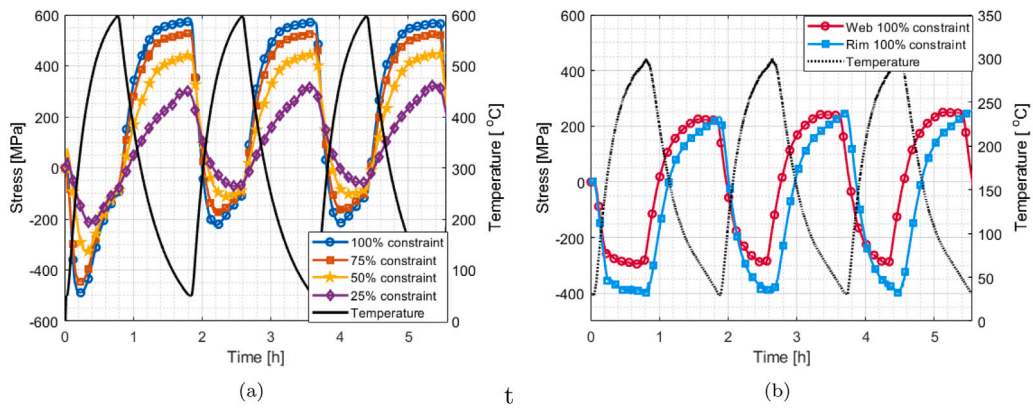 600
400
200
0
-200
-400
-600
Stress [MPa]
600
500
400
300
200
100
0
Temperature [ °C]
0 1 2 3 4 5
Time [h]
100% constraint
75% constraint
50% constraint
25% constraint
Temperature
(a)
t
600
400
200
0
-200
-400
Stress [MPa]
350
300
250
200
150
100
50
0
Temperature [ °C]
0 1 2 3 4 5
Time [h]
Web 100% constraint
Rim 100% constraint
Temperature
(b)